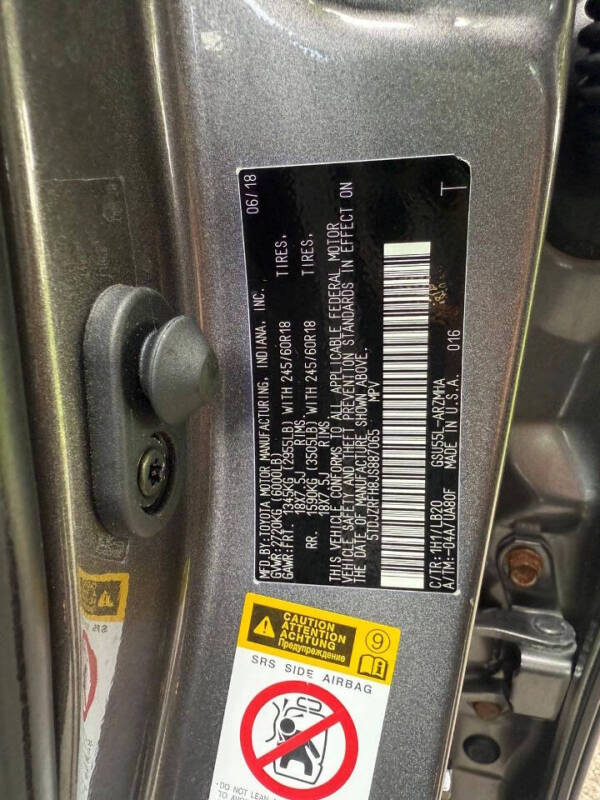 MFD.BY:TOYOTA MOTOR MANUFACTURING, INDIANA, INC. 06/18
GVWR:2720KG (6000LB)
GAWR:FRT. 1345KG (2965LB) WITH 245/60R18 TIRES,
18X7.5J RIMS
RR. 1590KG (3505LB) WITH 245/60R18 TIRES,
18X7.5J RIMS
THIS VEHICLE CONFORMS TO ALL APPLICABLE FEDERAL MOTOR
VEHICLE SAFETY AND THEFT PREVENTION STANDARDS IN EFFECT ON
THE DATE OF MANUFACTURE SHOWN ABOVE.
5TDJZRFH8JS887065 MPV
016 T
C/TR:1H1/LB20 GSU55L-ARZMHA
A/TM:-04A/UA80F MADE IN U.S.A.
CAUTION
ATTENTION
ACHTUNG
Предупреждение
9
SRS SIDE AIRBAG
DO NOT LEAN